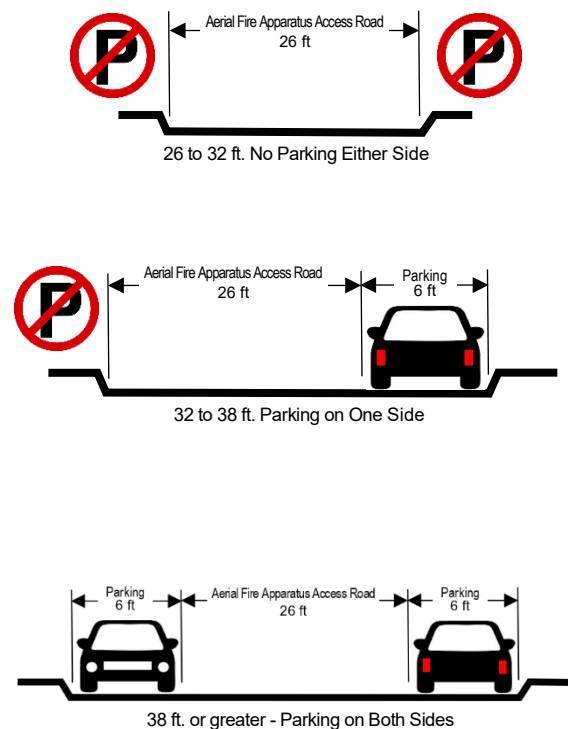 Aerial Fire Apparatus Access Road
26 ft
P
P
26 to 32 ft. No Parking Either Side
Aerial Fire Apparatus Access Road
26 ft
Parking
6 ft
P
32 to 38 ft. Parking on One Side
Parking
6 ft
Aerial Fire Apparatus Access Road
26 ft
Parking
6 ft
38 ft. or greater - Parking on Both Sides